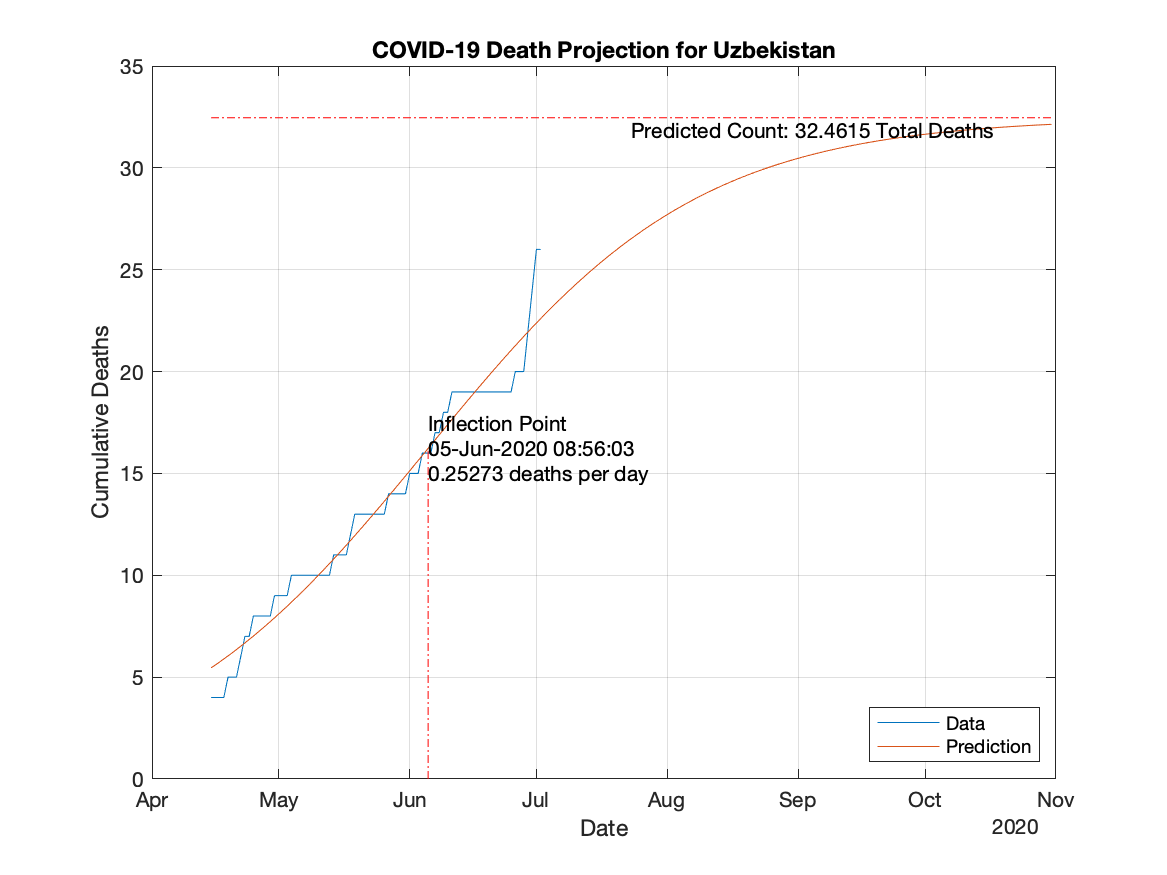 COVID-19 Death Projection for Uzbekistan
35
30
25
20
15
10
5
0
Cumulative Deaths
Predicted Count: 32.4615 Total Deaths
Inflection Point
05-Jun-2020 08:56:03
0.25273 deaths per day
Data
Prediction
Apr May Jun Jul Aug Sep Oct Nov
Date
2020